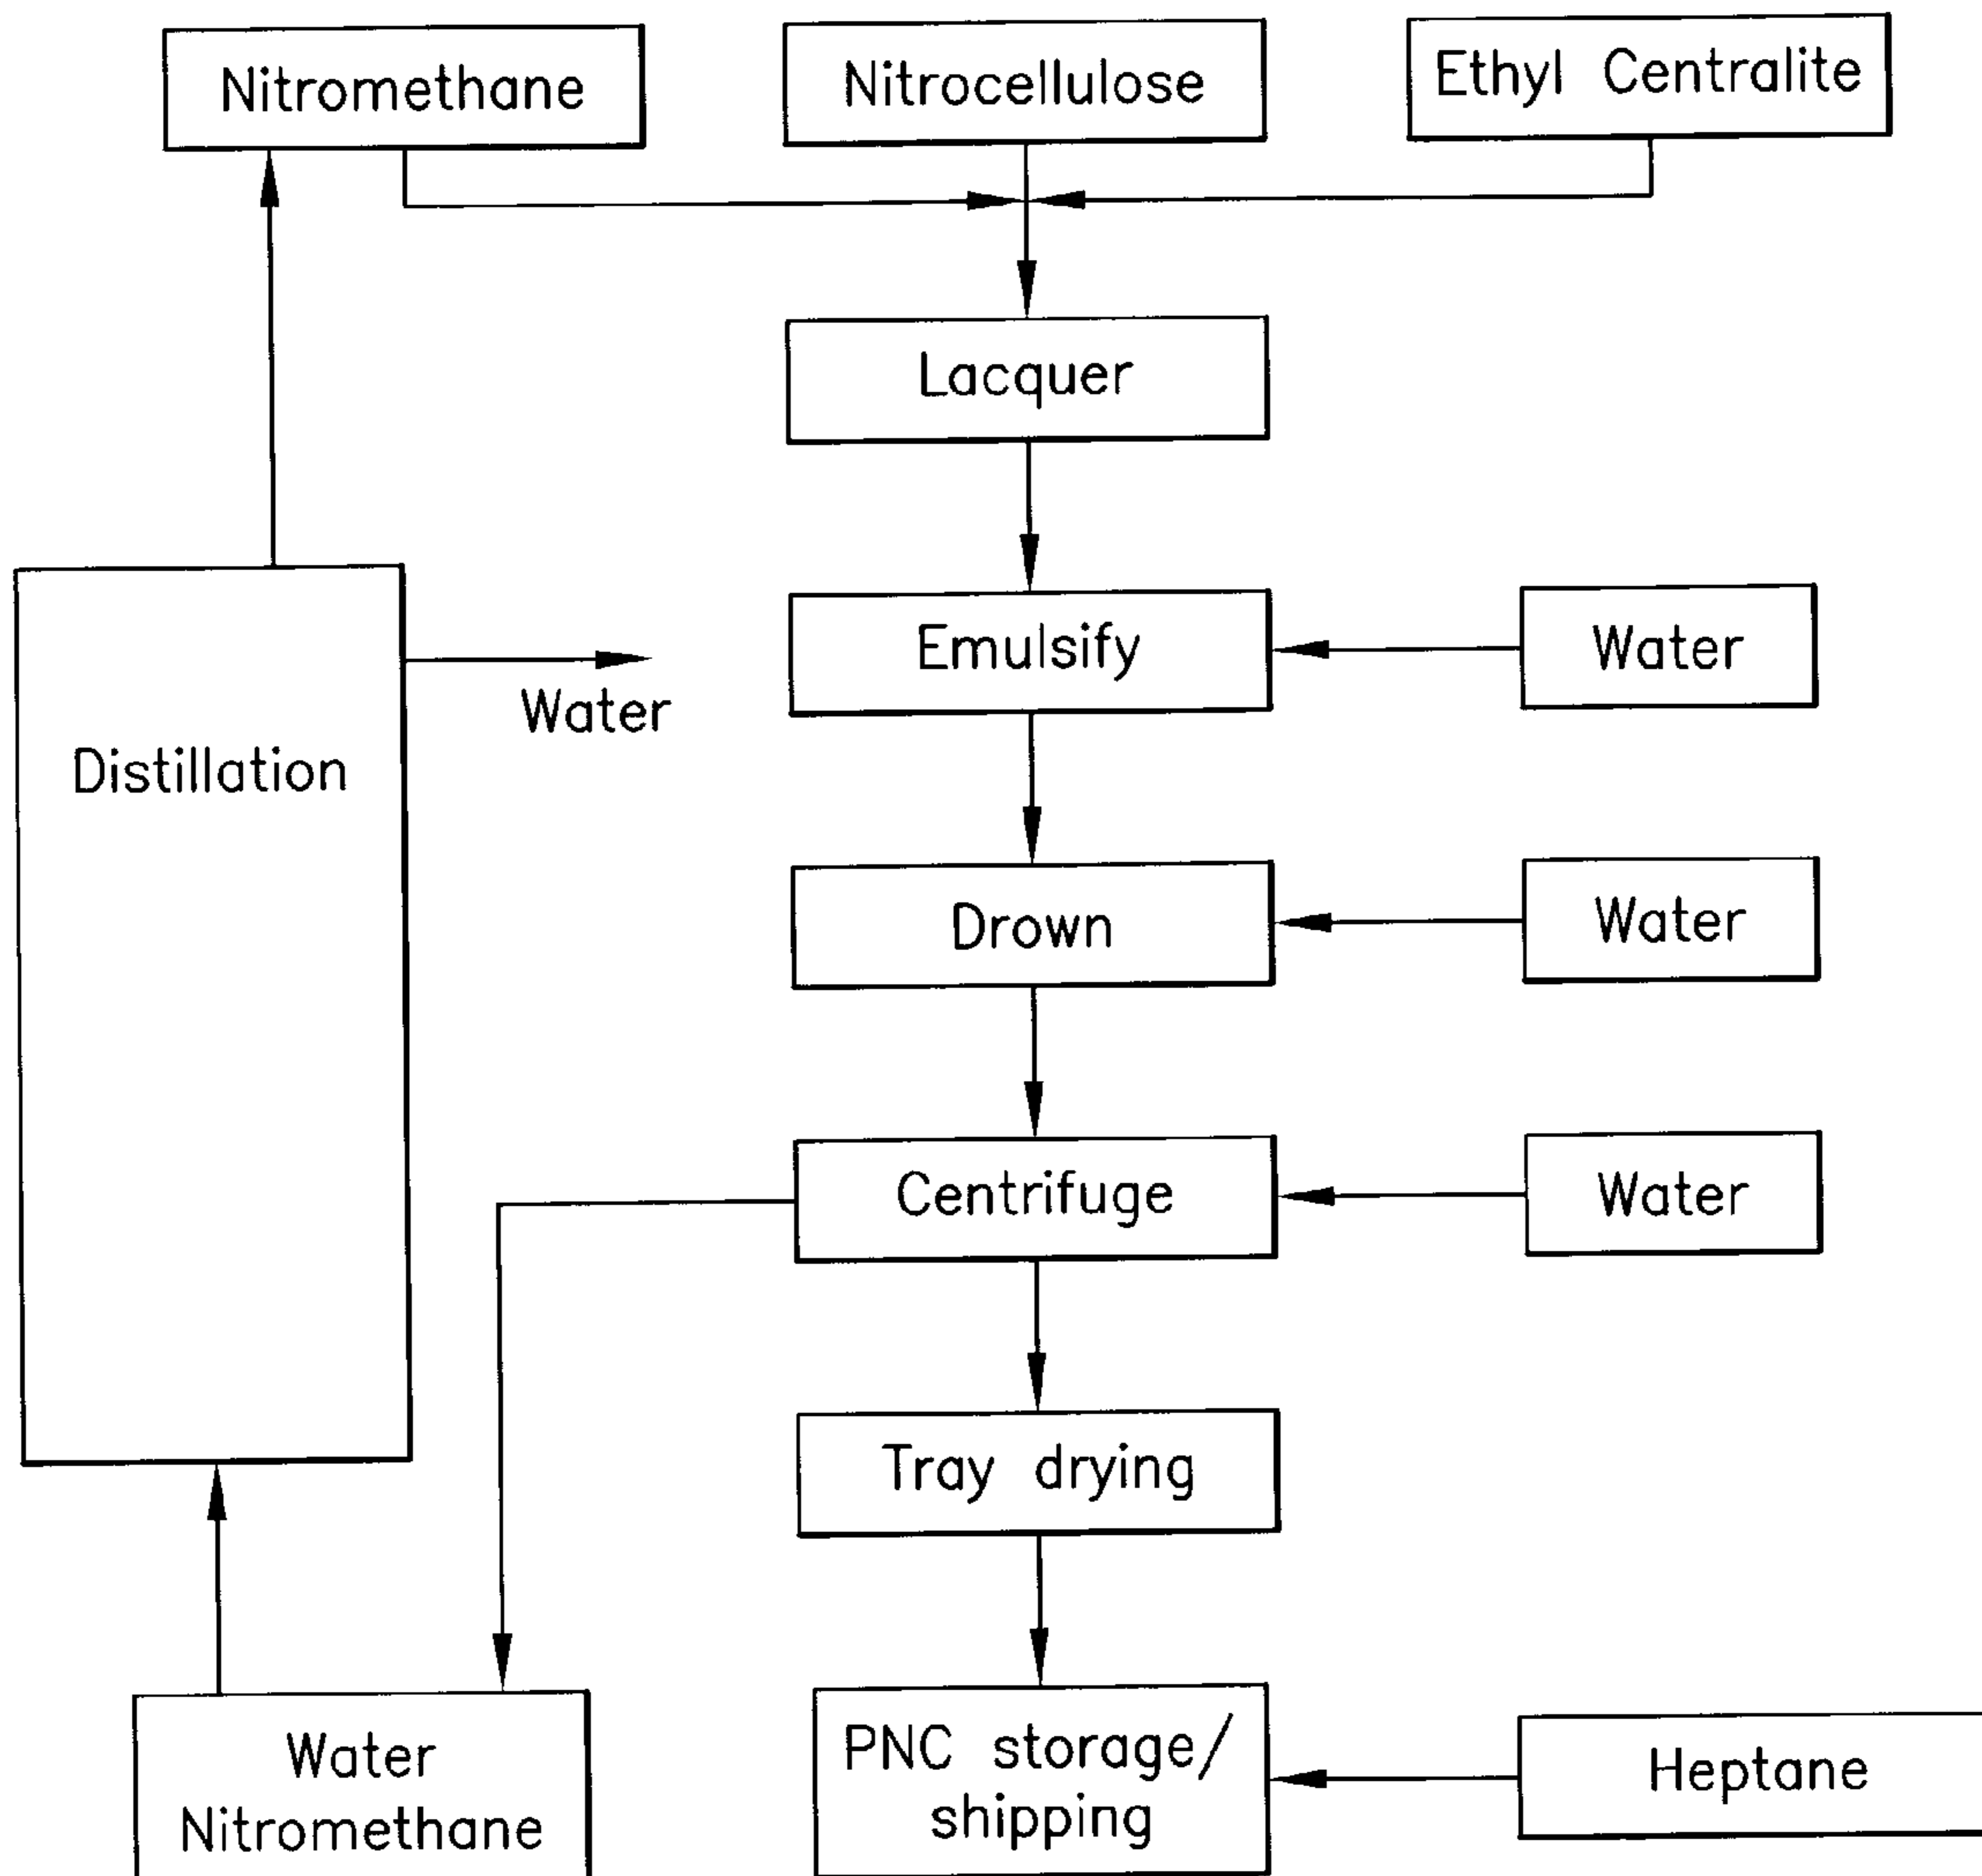 Nitromethane
Nitrocellulose
Ethyl Centralite
Lacquer
Emulsify
Water
Water
Distillation
Drown
Water
Centrifuge
Water
Tray drying
Water
Nitromethane
PNC storage/
shipping
Heptane